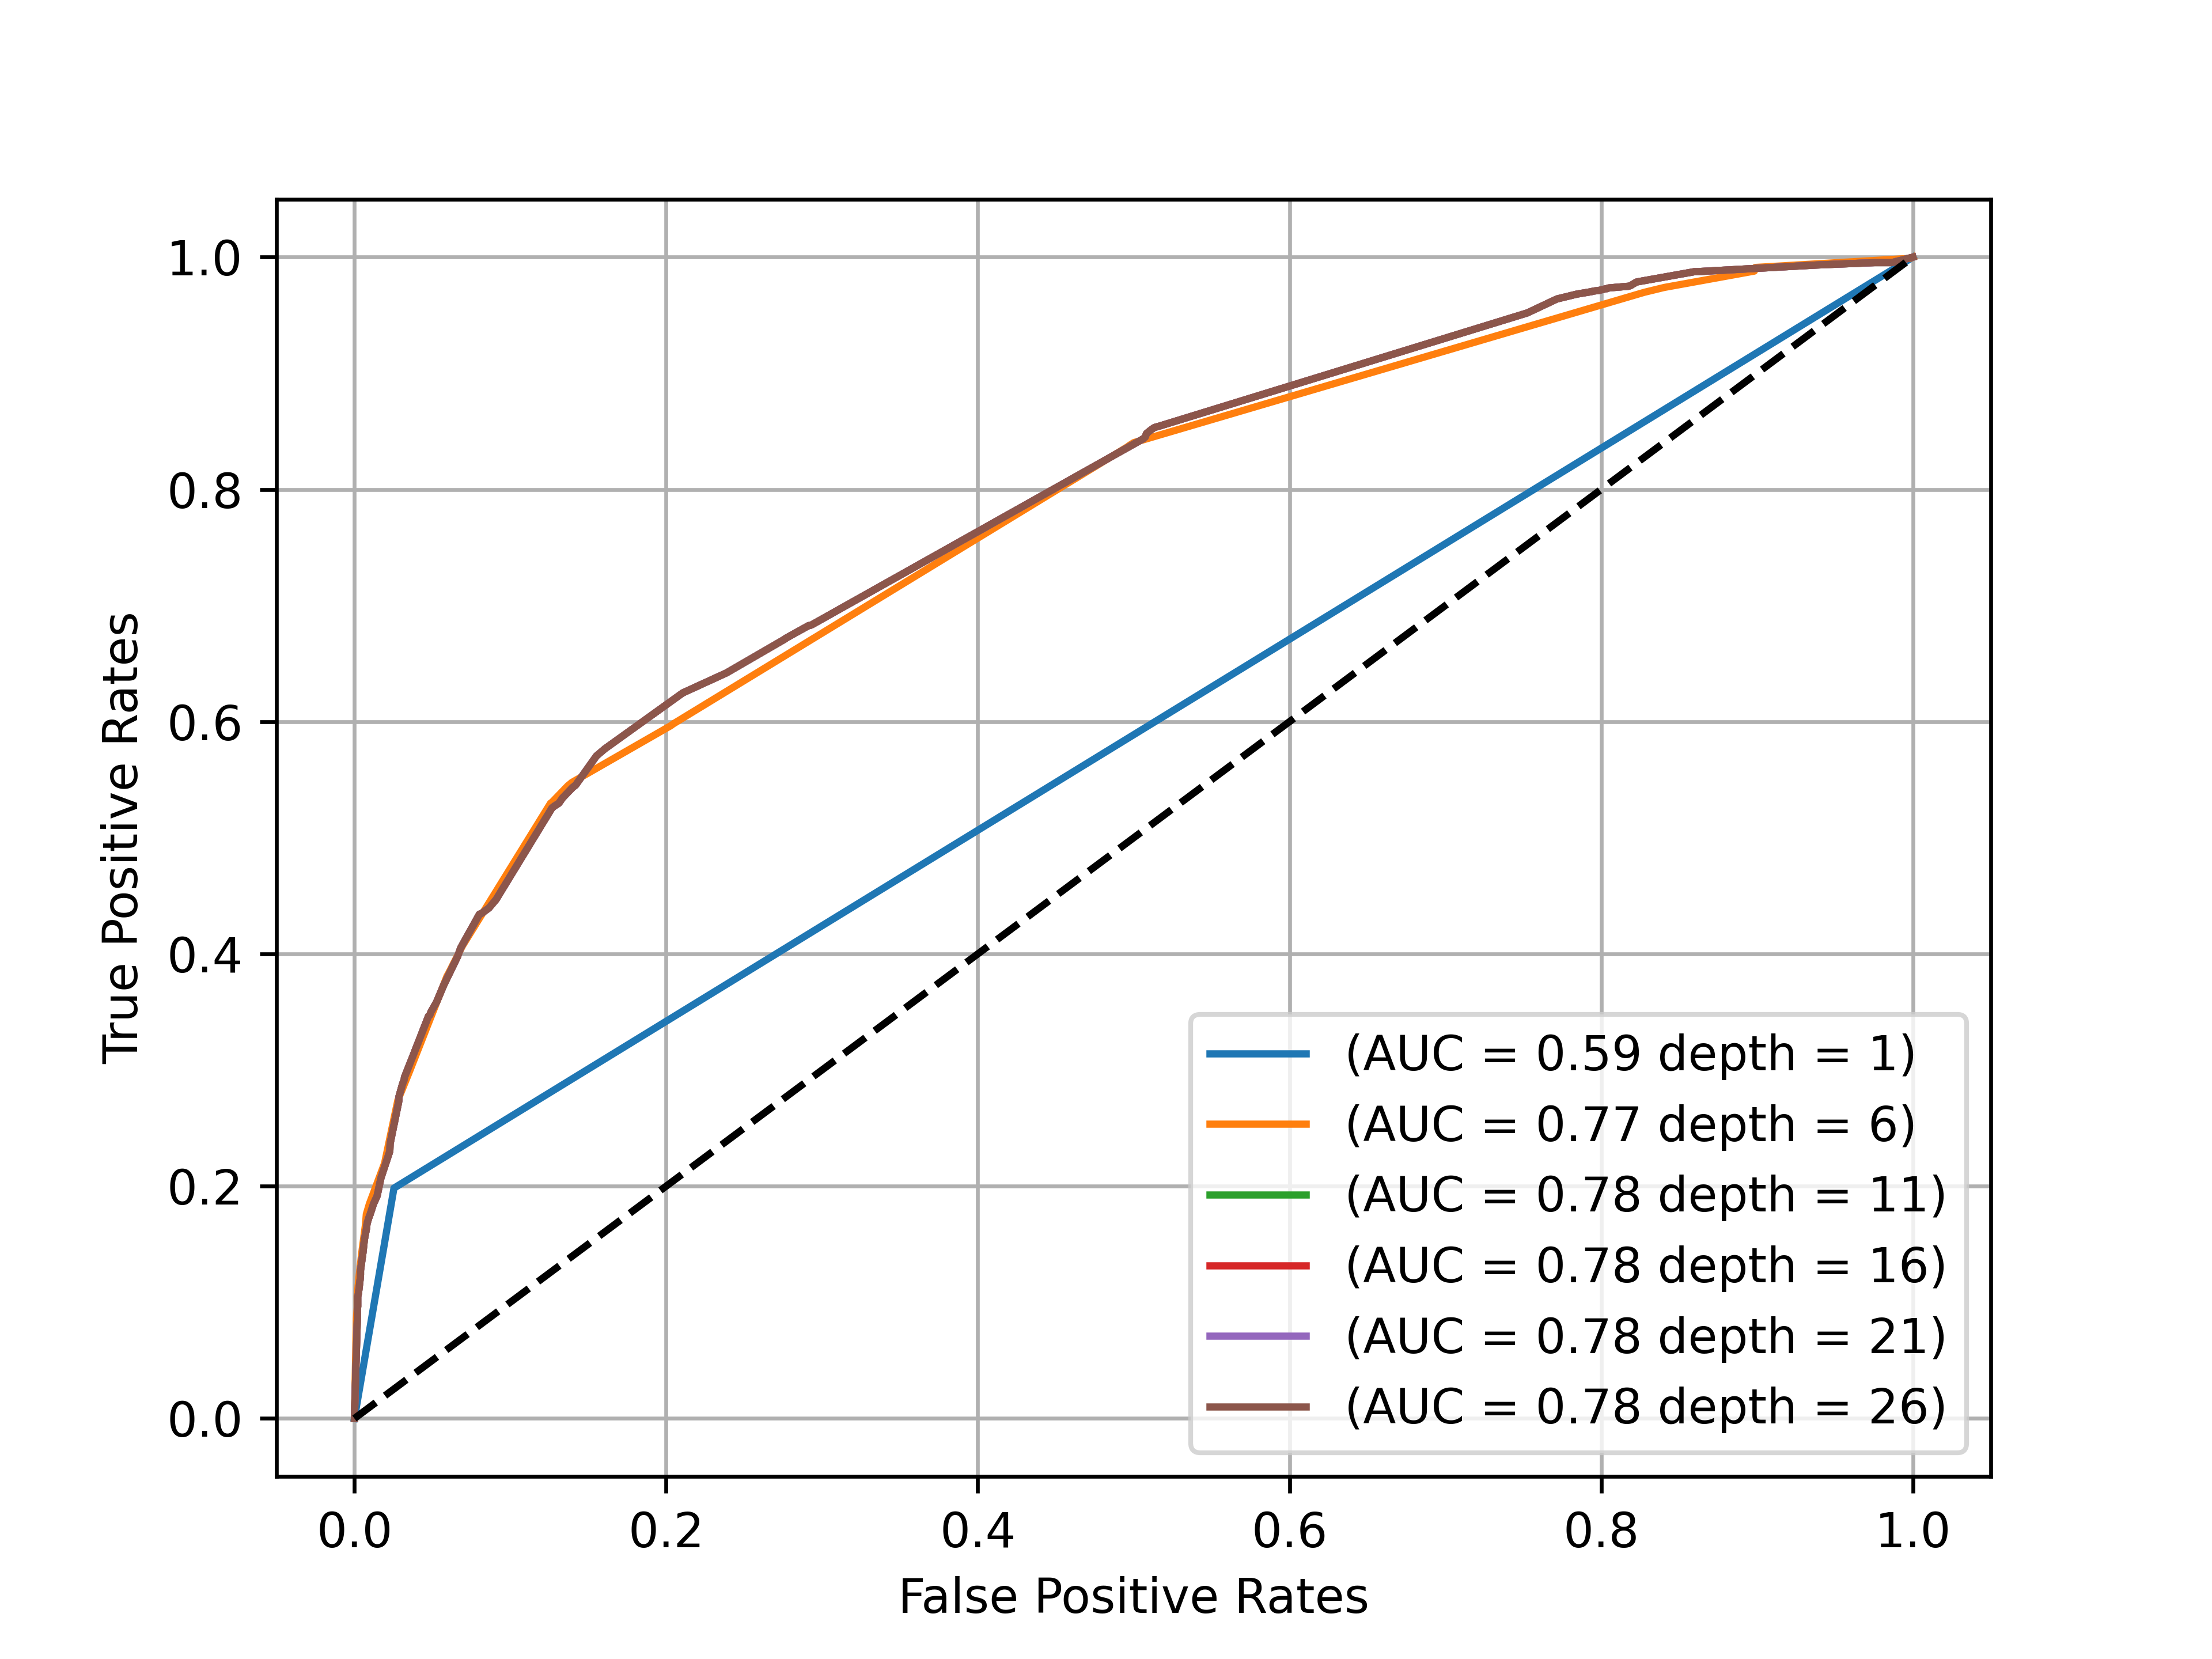 1.0
0.8
0.6
0.4
0.2
0.0
True Positive Rates
(AUC = 0.59 depth = 1)
(AUC = 0.77 depth = 6)
(AUC = 0.78 depth = 11)
(AUC = 0.78 depth = 16)
(AUC = 0.78 depth = 21)
(AUC = 0.78 depth = 26)
0.0 0.2 0.4 0.6 0.8 1.0
False Positive Rates